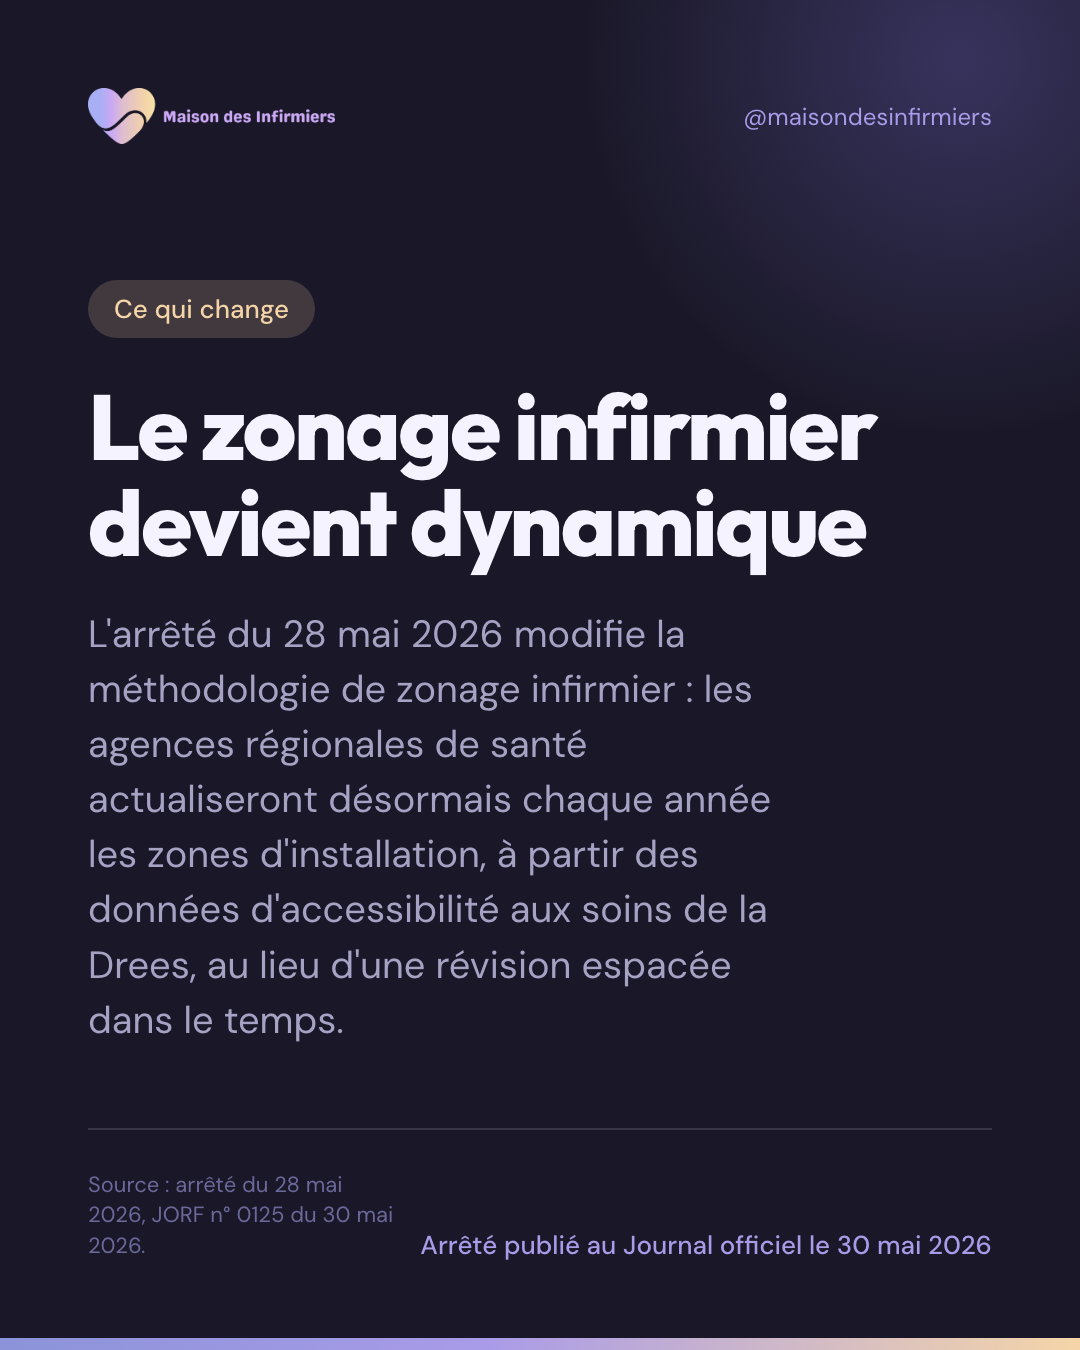 Maison des Infirmiers
@maisondesinfirmiers
Ce qui change
Le zonage infirmier
devient dynamique
L'arrêté du 28 mai 2026 modifie la
méthodologie de zonage infirmier : les
agences régionales de santé
actualiseront désormais chaque année
les zones d'installation, à partir des
données d'accessibilité aux soins de la
Drees, au lieu d'une révision espacée
dans le temps.
Source : arrêté du 28 mai
2026, JORF n° 0125 du 30 mai
2026.
Arrêté publié au Journal officiel le 30 mai 2026